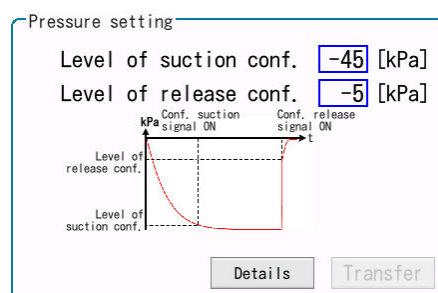 Pressure setting
Level of suction conf. -45 [kPa]
Level of release conf. -5 [kPa]
kPa
Conf. suction
signal ON
Conf. release
signal ON
t
Level of
release conf.
Level of
suction conf.
Details
Transfer